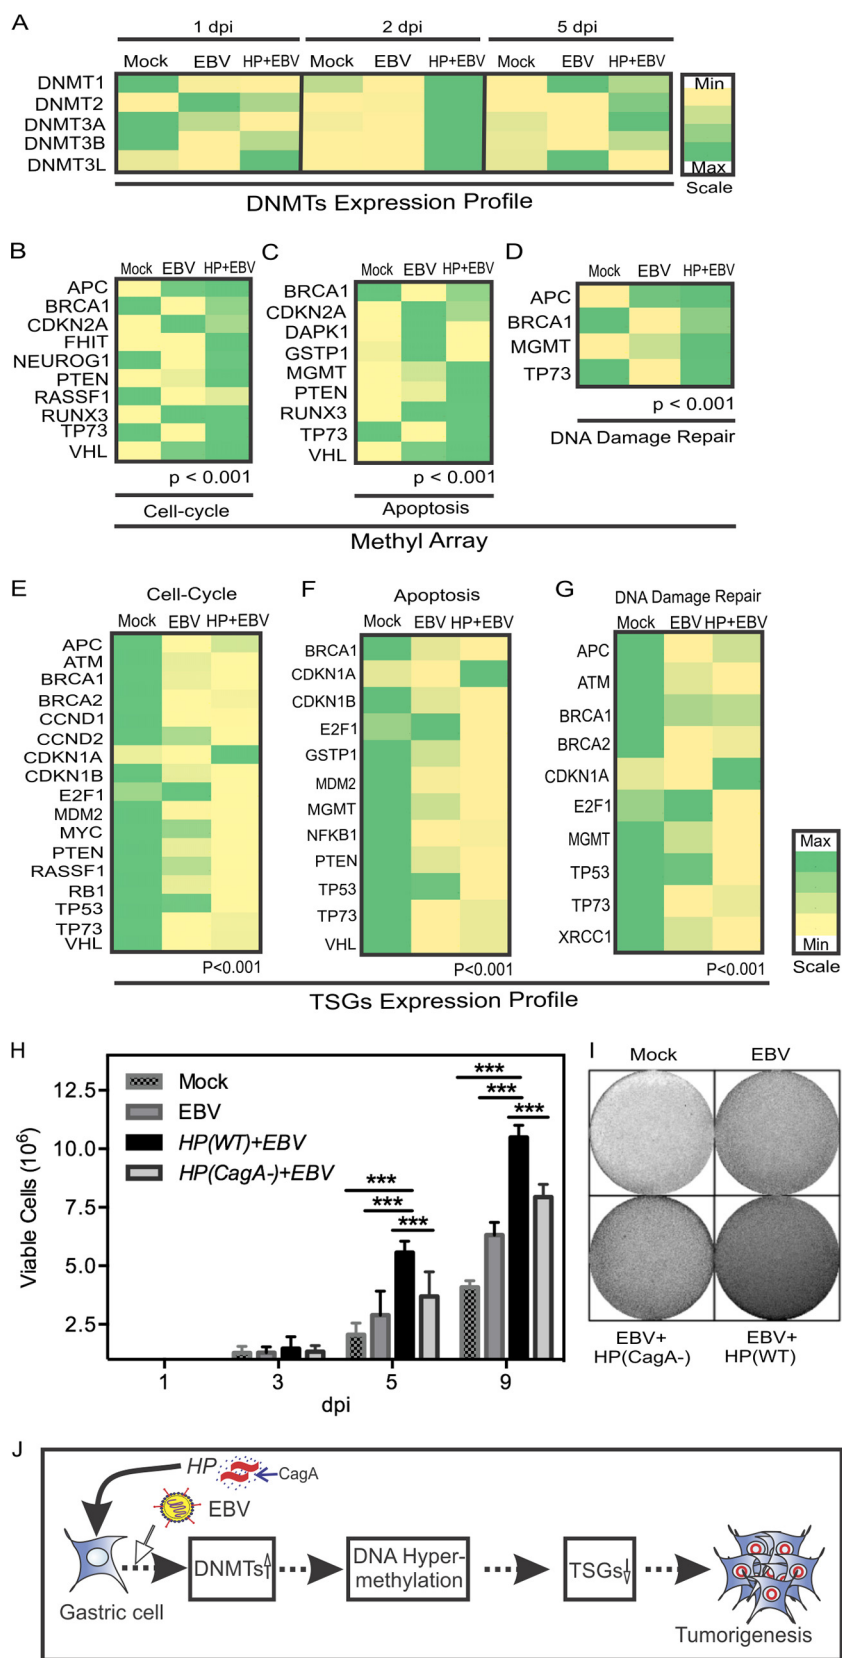 A
1 dpi 2 dpi 5 dpi
Mock EBV HP+EBV Mock EBV HP+EBV Mock EBV HP+EBV
DNMT1
DNMT2
DNMT3A
DNMT3B
DNMT3L
Min
Max
Scale
DNMTs Expression Profile
B
Mock EBV HP+EBV
APC
BRCA1
CDKN2A
FHIT
NEUROG1
PTEN
RASSF1
RUNX3
TP73
VHL
p < 0.001
Cell-cycle
C
Mock EBV HP+EBV
BRCA1
CDKN2A
DAPK1
GSTP1
MGMT
PTEN
RUNX3
TP73
VHL
p < 0.001
Apoptosis
D
Mock EBV HP+EBV
APC
BRCA1
MGMT
TP73
p < 0.001
DNA Damage Repair
Methyl Array
E
Cell-Cycle
Mock EBV HP+EBV
APC
ATM
BRCA1
BRCA2
CCND1
CCND2
CDKN1A
CDKN1B
E2F1
MDM2
MYC
PTEN
RASSF1
RB1
TP53
TP73
VHL
P<0.001
F
Apoptosis
Mock EBV HP+EBV
BRCA1
CDKN1A
CDKN1B
E2F1
GSTP1
MDM2
MGMT
NFKB1
PTEN
TP53
TP73
VHL
P<0.001
G
DNA Damage Repair
Mock EBV HP+EBV
APC
ATM
BRCA1
BRCA2
CDKN1A
E2F1
MGMT
TP53
TP73
XRCC1
P<0.001
Max
Min
Scale
TSGs Expression Profile
H
Viable Cells (10⁶)
12.5
10.0
7.5
5.0
2.5
Mock
EBV
HP(WT)+EBV
HP(CagA-)+EBV
***
***
***
***
***
***
1 3 5 9
dpi
I
Mock EBV
EBV+
HP(CagA-)
EBV+
HP(WT)
J
HP
CagA
EBV
Gastric cell
DNMTs
DNA Hyper-
methylation
TSGs
Tumorigenesis